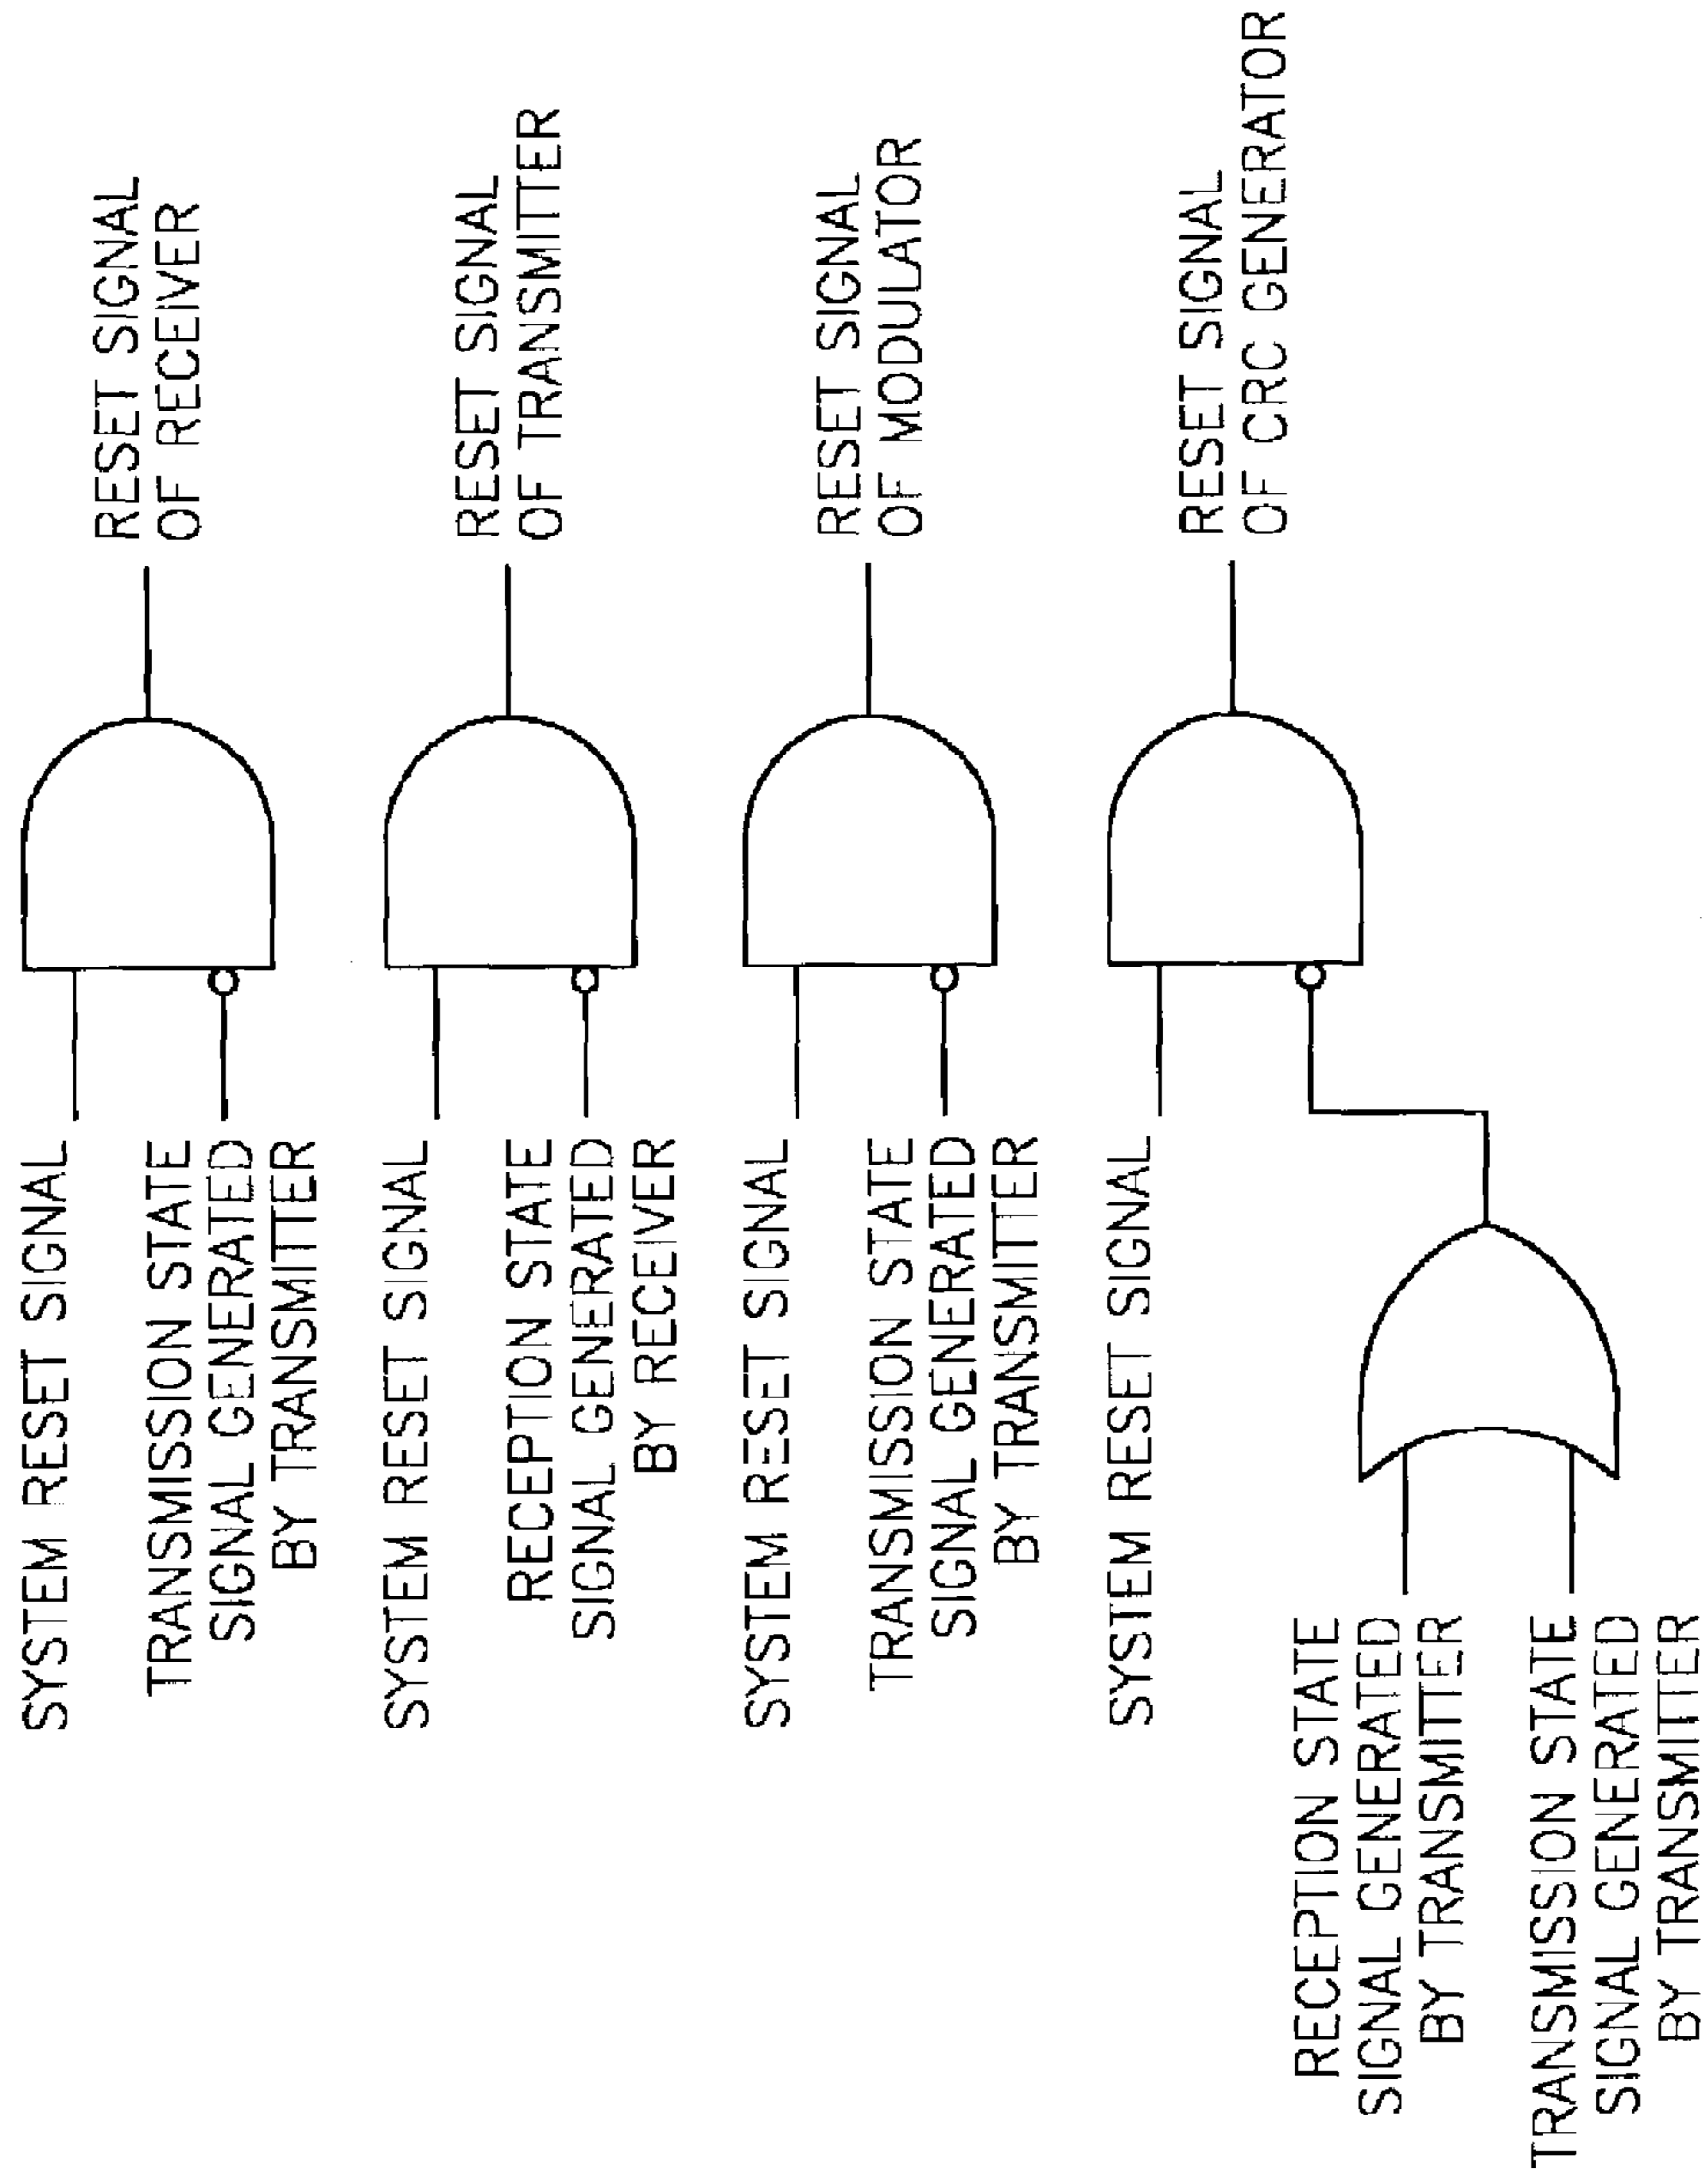 SYSTEM RESET SIGNAL
TRANSMISSION STATE
SIGNAL GENERATED
BY TRANSMITTER
RESET SIGNAL
OF RECEIVER
SYSTEM RESET SIGNAL
RECEPTION STATE
SIGNAL GENERATED
BY RECEIVER
RESET SIGNAL
OF TRANSMITTER
SYSTEM RESET SIGNAL
TRANSMISSION STATE
SIGNAL GENERATED
BY TRANSMITTER
RESET SIGNAL
OF MODULATOR
SYSTEM RESET SIGNAL
RECEPTION STATE
SIGNAL GENERATED
BY TRANSMITTER
TRANSMISSION STATE
SIGNAL GENERATED
BY TRANSMITTER
RESET SIGNAL
OF CRC GENERATOR